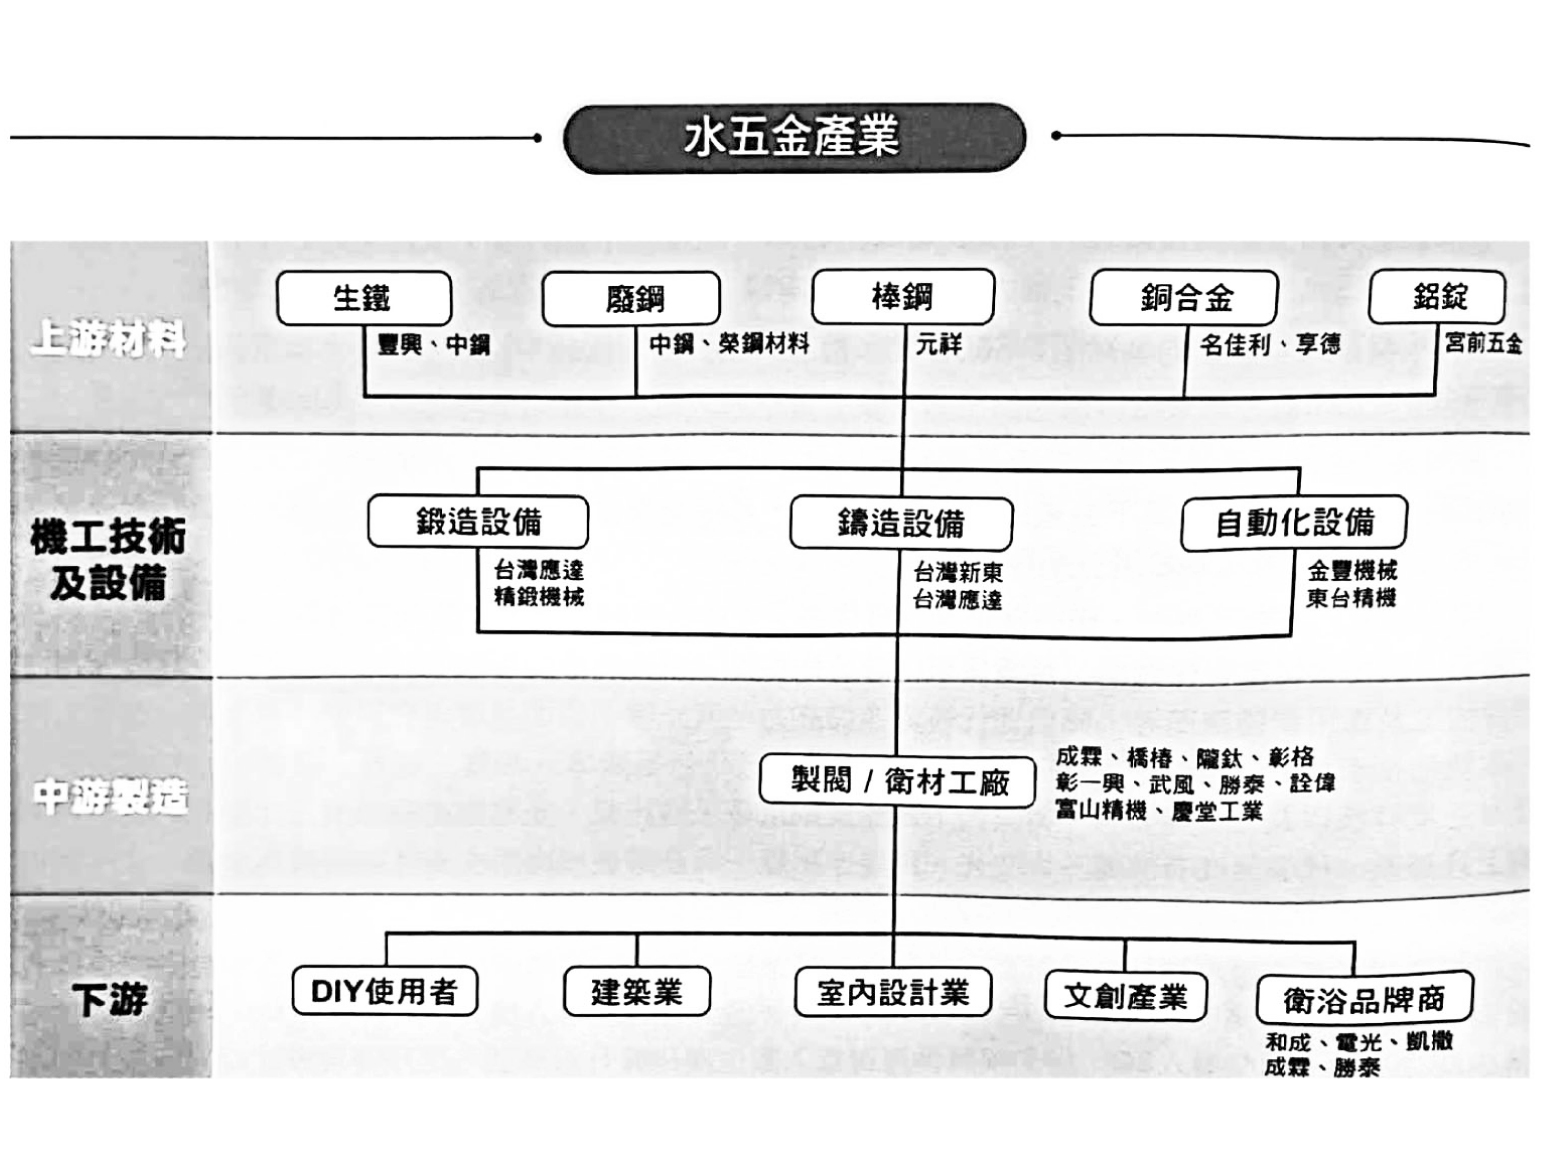 水五金產業
上游材料
生鐵
豐興、中鋼
廢鋼
中鋼、榮鋼材料
棒鋼
元祥
銅合金
名佳利、享德
鋁錠
宮前五金
機工技術
及設備
鍛造設備
台灣應達
精鍛機械
鑄造設備
台灣新東
台灣應達
自動化設備
金豐機械
東台精機
中游製造
製閥 / 衛材工廠
成霖、橋椿、隴鈦、彰格
彰一興、武風、勝泰、詮偉
富山精機、慶堂工業
下游
DIY使用者
建築業
室內設計業
文創產業
衛浴品牌商
和成、電光、凱撒
成霖、勝泰